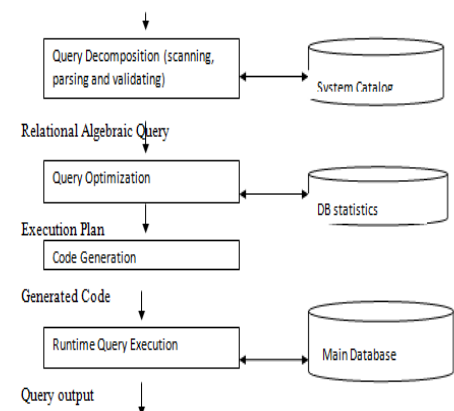 Query Decomposition (scanning,
parsing and validating)
System Catalog
Relational Algebraic Query
Query Optimization
DB statistics
Execution Plan
Code Generation
Generated Code
Runtime Query Execution
Main Database
Query output